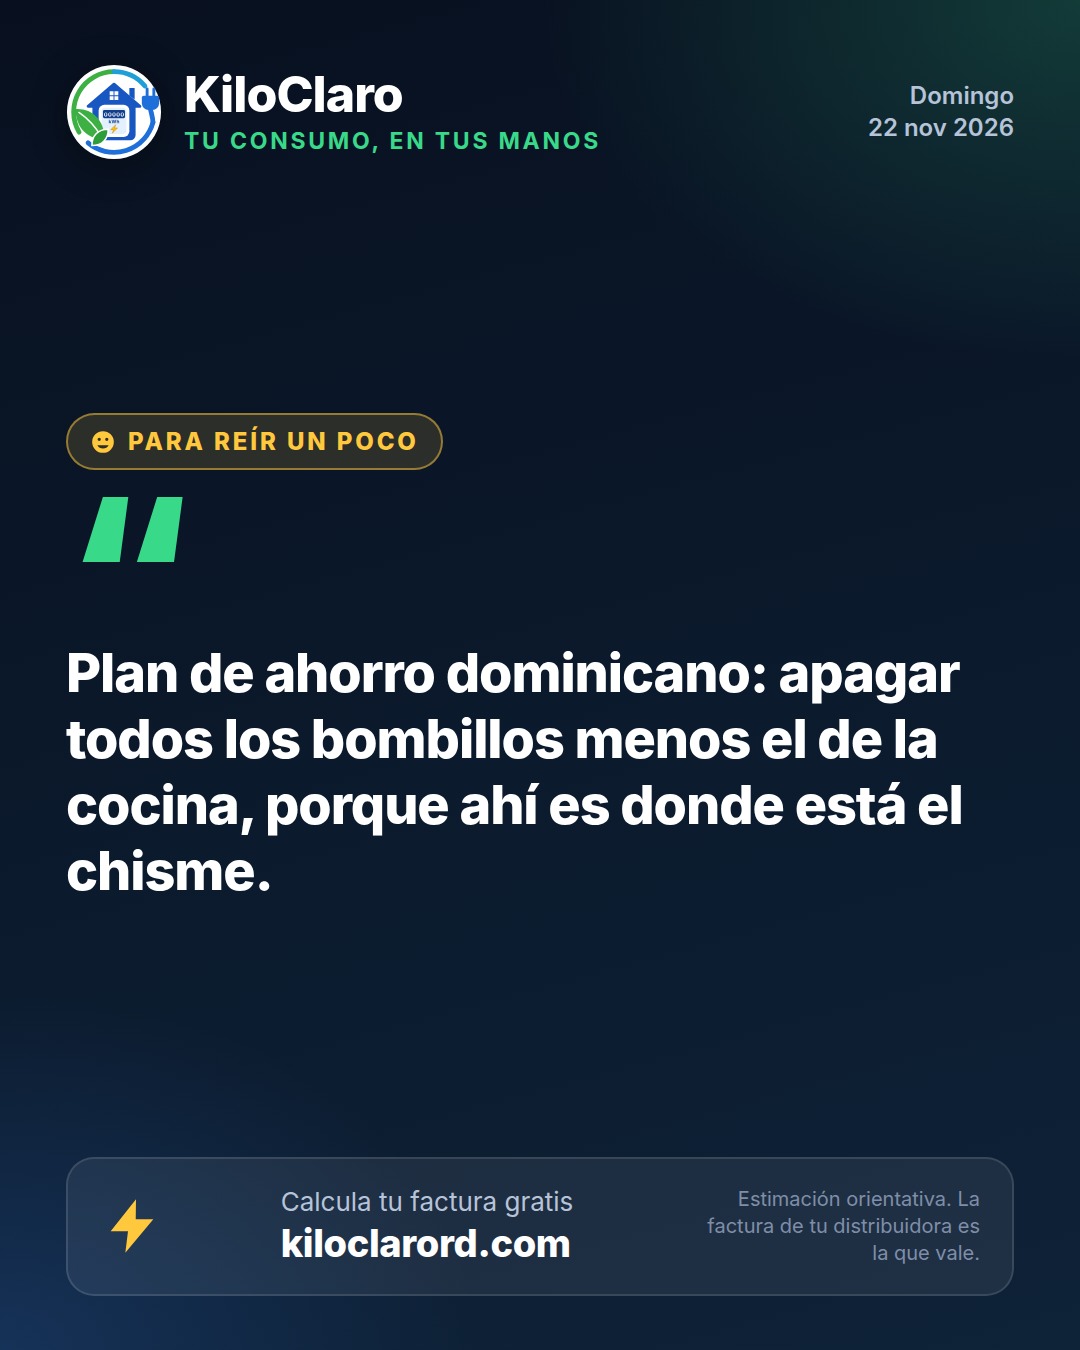 KiloClaro
TU CONSUMO, EN TUS MANOS
Domingo
22 nov 2026
PARA REÍR UN POCO
"
Plan de ahorro dominicano: apagar
todos los bombillos menos el de la
cocina, porque ahí es donde está el
chisme.
Calcula tu factura gratis
kiloclarord.com
Estimación orientativa. La
factura de tu distribuidora es
la que vale.